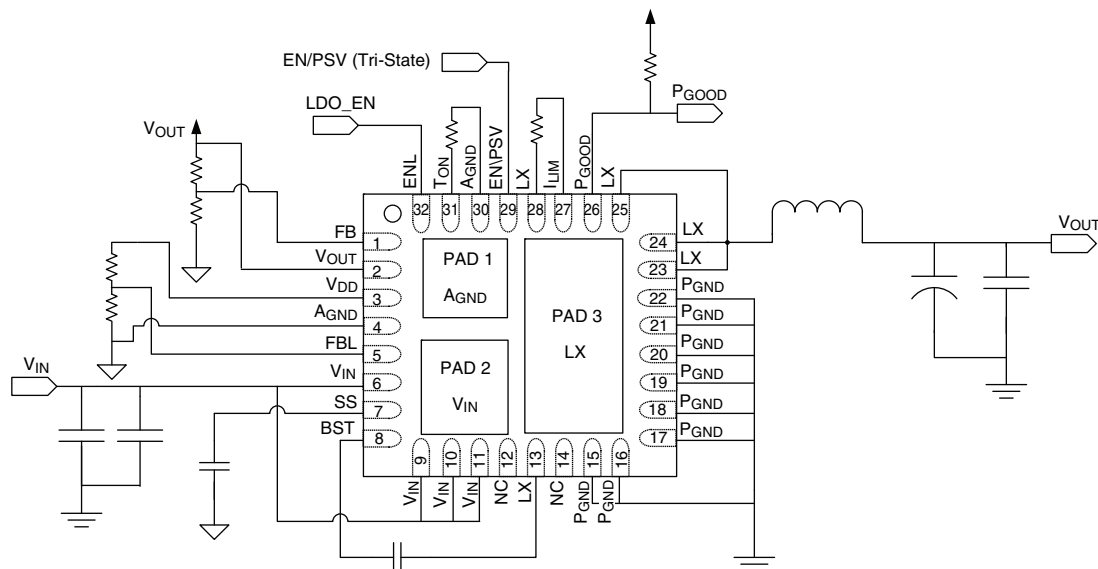 EN/PSV (Tri-State)
PGOOD
LDO_EN
VOUT
ENL
TON
AGND
EN\PSV
LX
ILIM
PGOOD
LX
32
31
30
29
28
27
26
25
FB
1
VOUT
2
VDD
3
AGND
4
FBL
5
VIN
VIN
6
SS
7
BST
8
PAD 1
AGND
PAD 2
VIN
PAD 3
LX
24
LX
23
LX
22
PGND
21
PGND
20
PGND
19
PGND
18
PGND
17
PGND
VOUT
9
10
11
12
13
14
15
16
VIN
VIN
VIN
NC
LX
NC
PGND
PGND